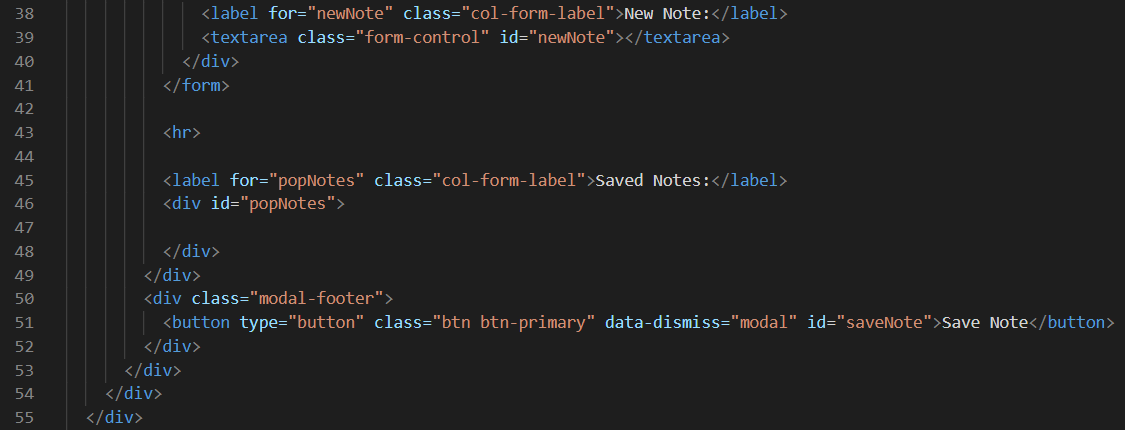 38 <label for="newNote" class="col-form-label">New Note:</label>
39 <textarea class="form-control" id="newNote"></textarea>
40 </div>
41 </form>
42
43 <hr>
44
45 <label for="popNotes" class="col-form-label">Saved Notes:</label>
46 <div id="popNotes">
47
48 </div>
49 </div>
50 <div class="modal-footer">
51 <button type="button" class="btn btn-primary" data-dismiss="modal" id="saveNote">Save Note</button>
52 </div>
53 </div>
54 </div>
55 </div>